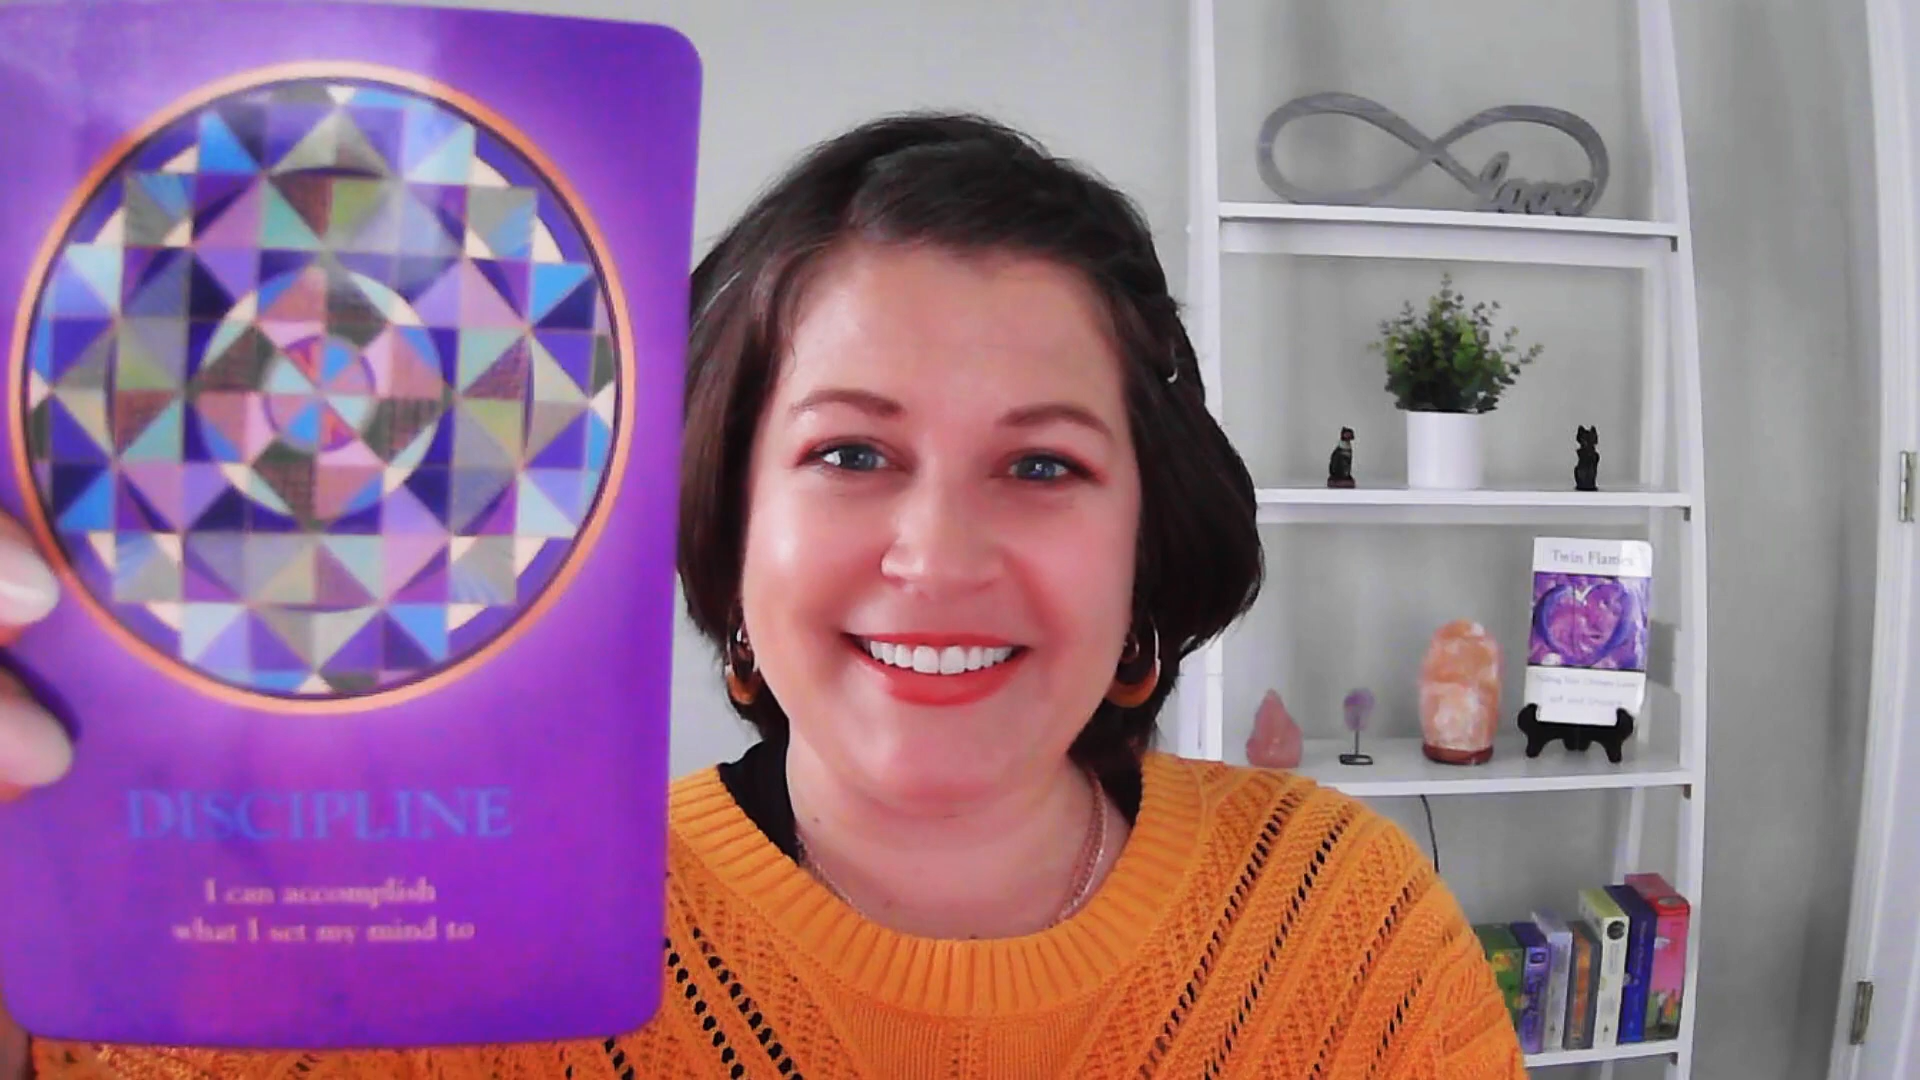 DISCIPLINE
I can accomplish
what I set my mind to
love
Twin Flames